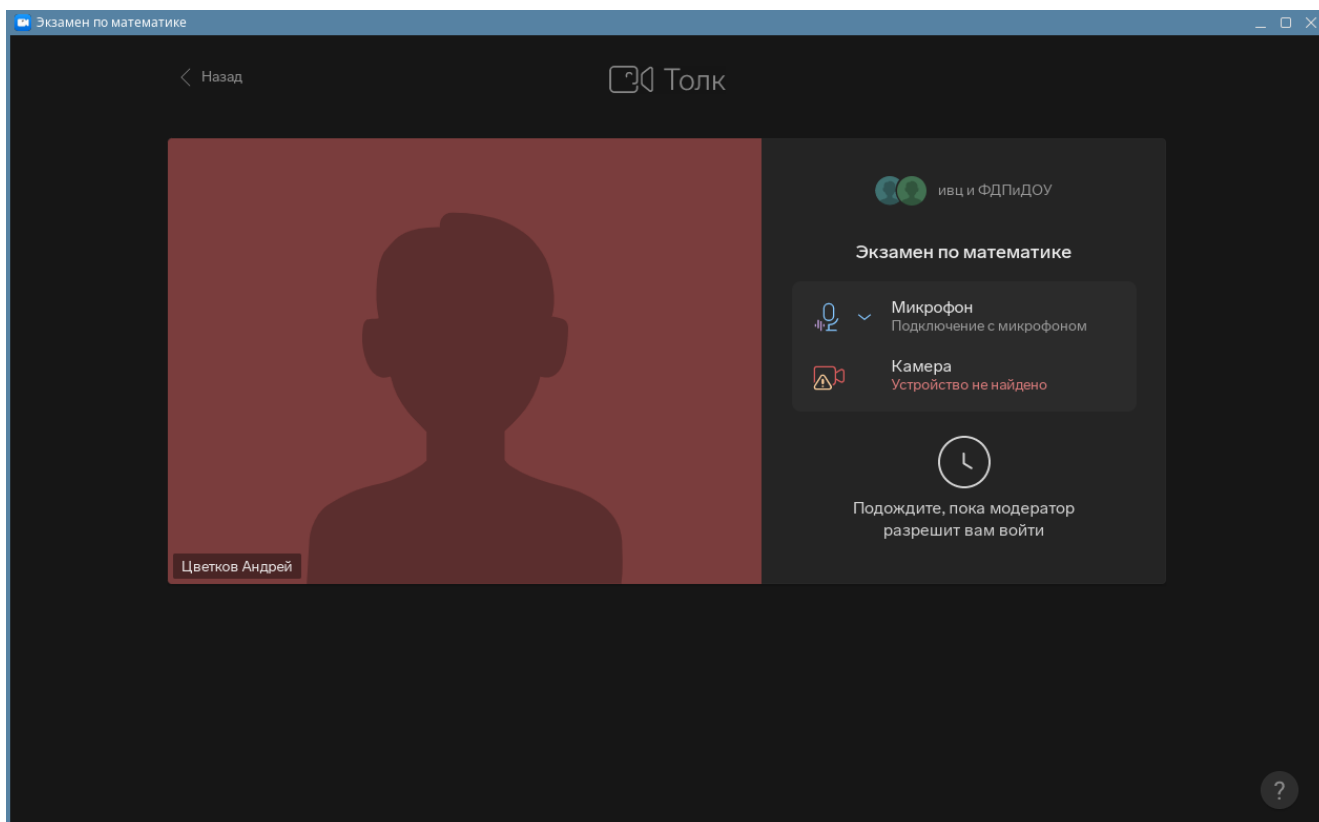 Экзамен по математике
Назад
Толк
ивц и ФДПиДОУ
Экзамен по математике
Микрофон
Подключение с микрофоном
Камера
Устройство не найдено
Подождите, пока модератор
разрешит вам войти
Цветков Андрей
?